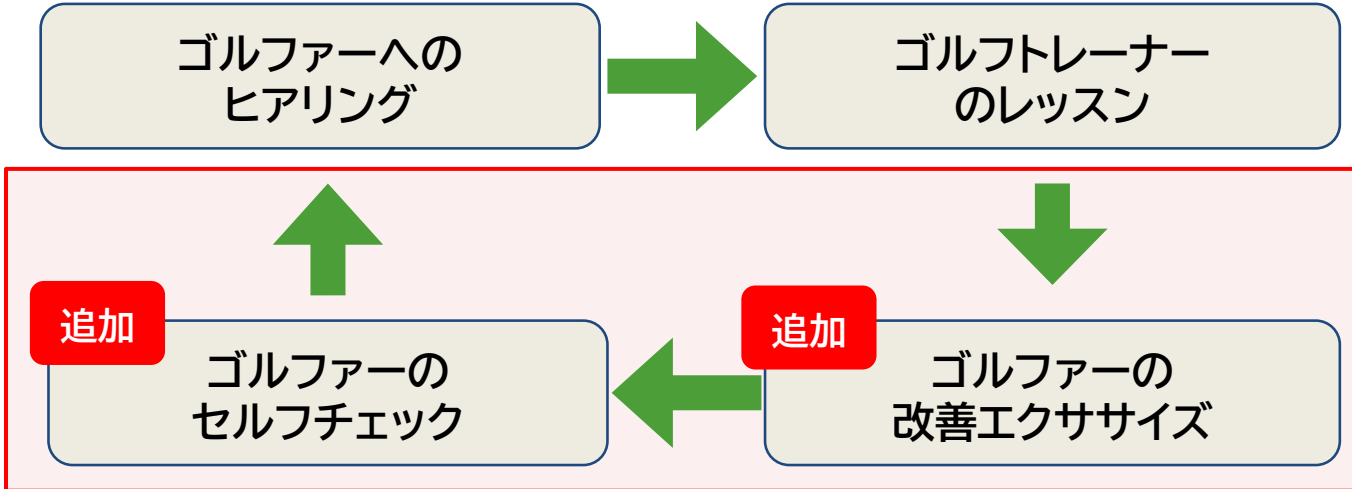 ゴルファーへの
ヒアリング
ゴルフトレーナー
のレッスン
追加
ゴルファーの
セルフチェック
追加
ゴルファーの
改善エクササイズ